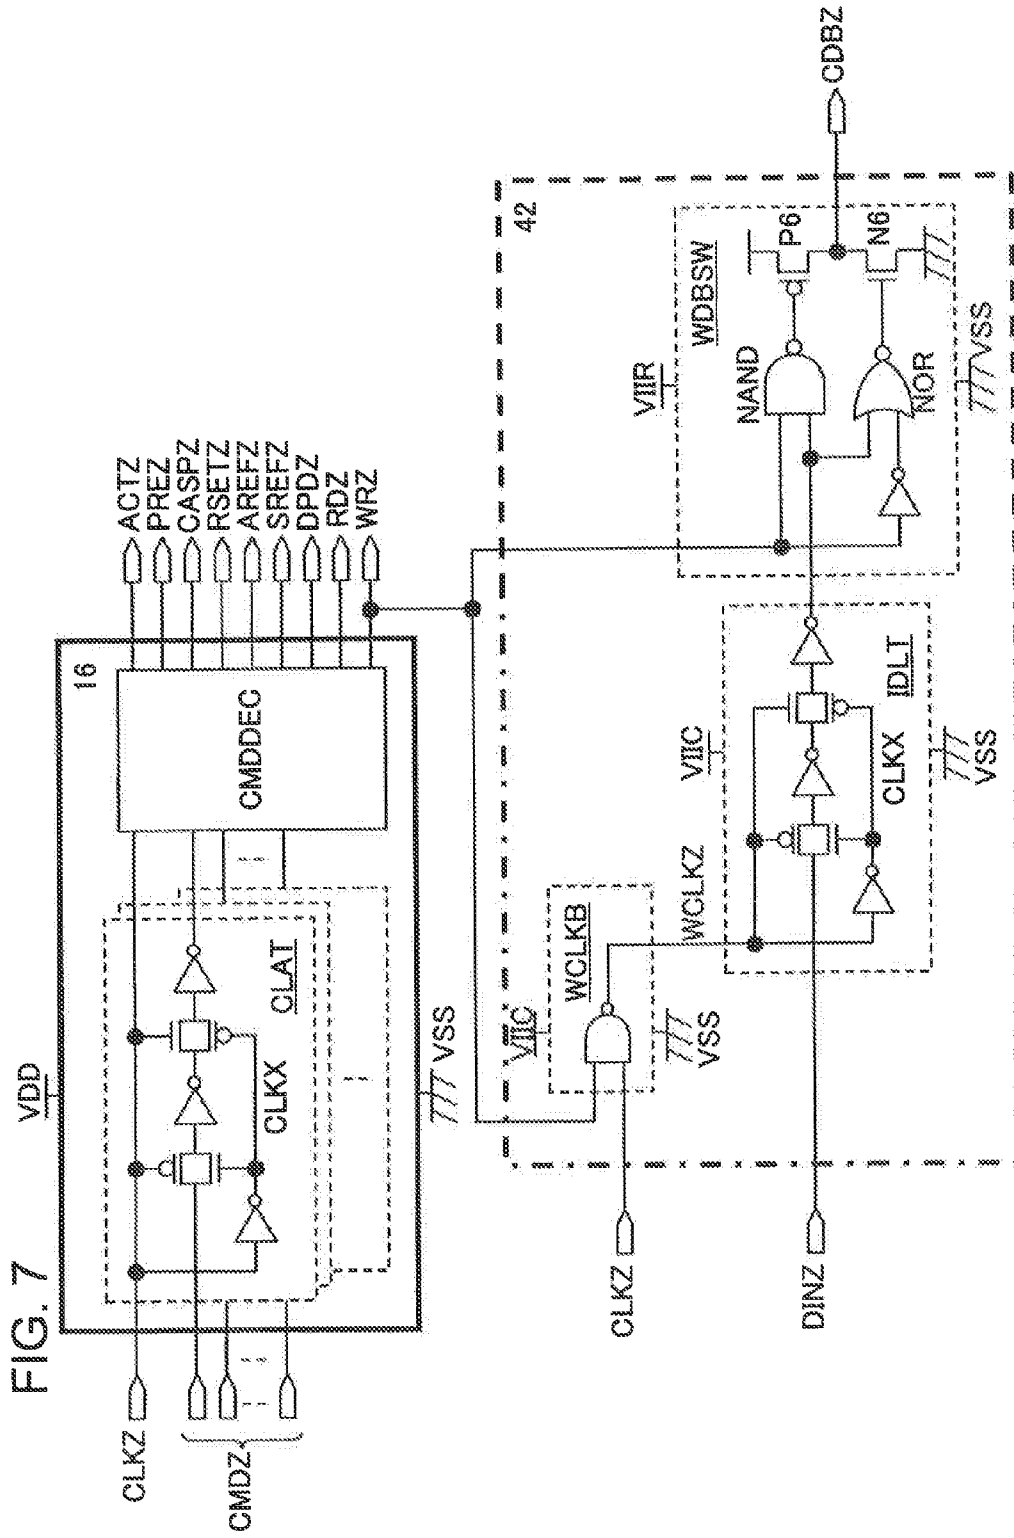 FIG. 7
VDD
16
CLKZ
CMDZ
CLAT
CLKX
CMDDEC
VSS
ACTZ
PREZ
CASPZ
RSETZ
AREFZ
SREFZ
DPDZ
RDZ
WRZ
42
VIIC
WCLKB
VSS
CLKZ
WCLKZ
DINZ
VIIC
IDLT
CLKX
VSS
VIIR
WDBSW
NAND
NOR
P6
N6
VSS
CDBZ